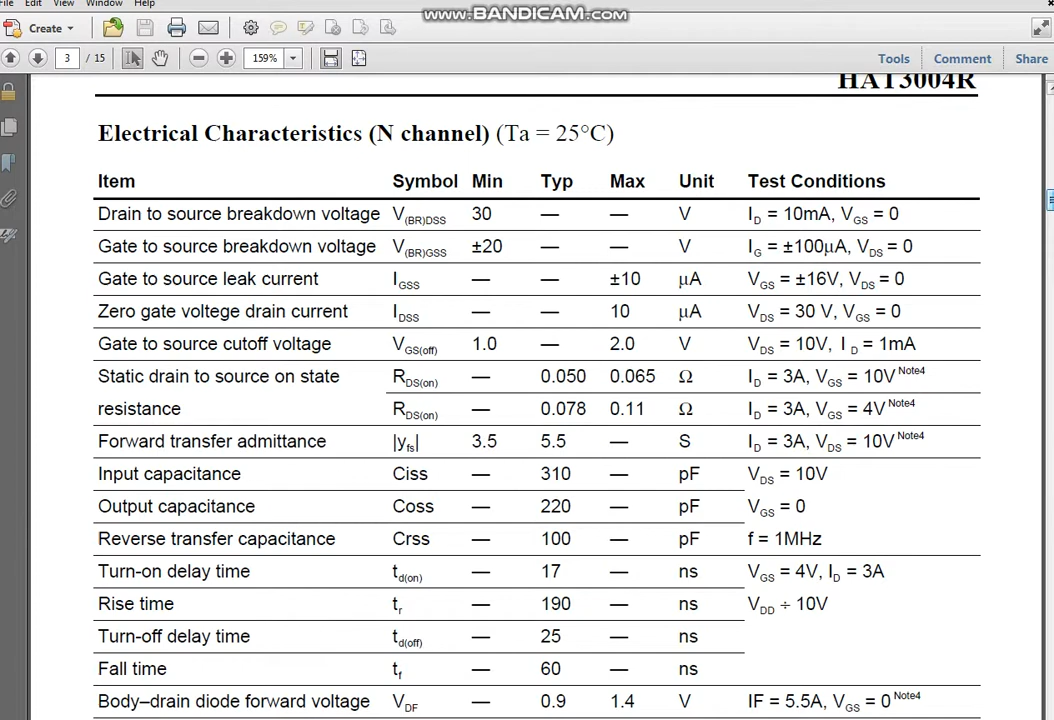 File Edit View Window Help
www.BANDICAM.com
Create
3 / 15 159% Tools Comment Share
HAT3004R
Electrical Characteristics (N channel) (Ta = 25°C)
Item Symbol Min Typ Max Unit Test Conditions
Drain to source breakdown voltage V(BR)DSS 30 — — V ID = 10mA, VGS = 0
Gate to source breakdown voltage V(BR)GSS ±20 — — V IG = ±100µA, VDS = 0
Gate to source leak current IGSS — — ±10 µA VGS = ±16V, VDS = 0
Zero gate voltege drain current IDSS — — 10 µA VDS = 30 V, VGS = 0
Gate to source cutoff voltage VGS(off) 1.0 — 2.0 V VDS = 10V, I D = 1mA
Static drain to source on state RDS(on) — 0.050 0.065 Ω ID = 3A, VGS = 10V Note4
resistance RDS(on) — 0.078 0.11 Ω ID = 3A, VGS = 4V Note4
Forward transfer admittance |yfs| 3.5 5.5 — S ID = 3A, VDS = 10V Note4
Input capacitance Ciss — 310 — pF VDS = 10V
Output capacitance Coss — 220 — pF VGS = 0
Reverse transfer capacitance Crss — 100 — pF f = 1MHz
Turn-on delay time td(on) — 17 — ns VGS = 4V, ID = 3A
Rise time tr — 190 — ns VDD ÷ 10V
Turn-off delay time td(off) — 25 — ns
Fall time tf — 60 — ns
Body–drain diode forward voltage VDF — 0.9 1.4 V IF = 5.5A, VGS = 0 Note4